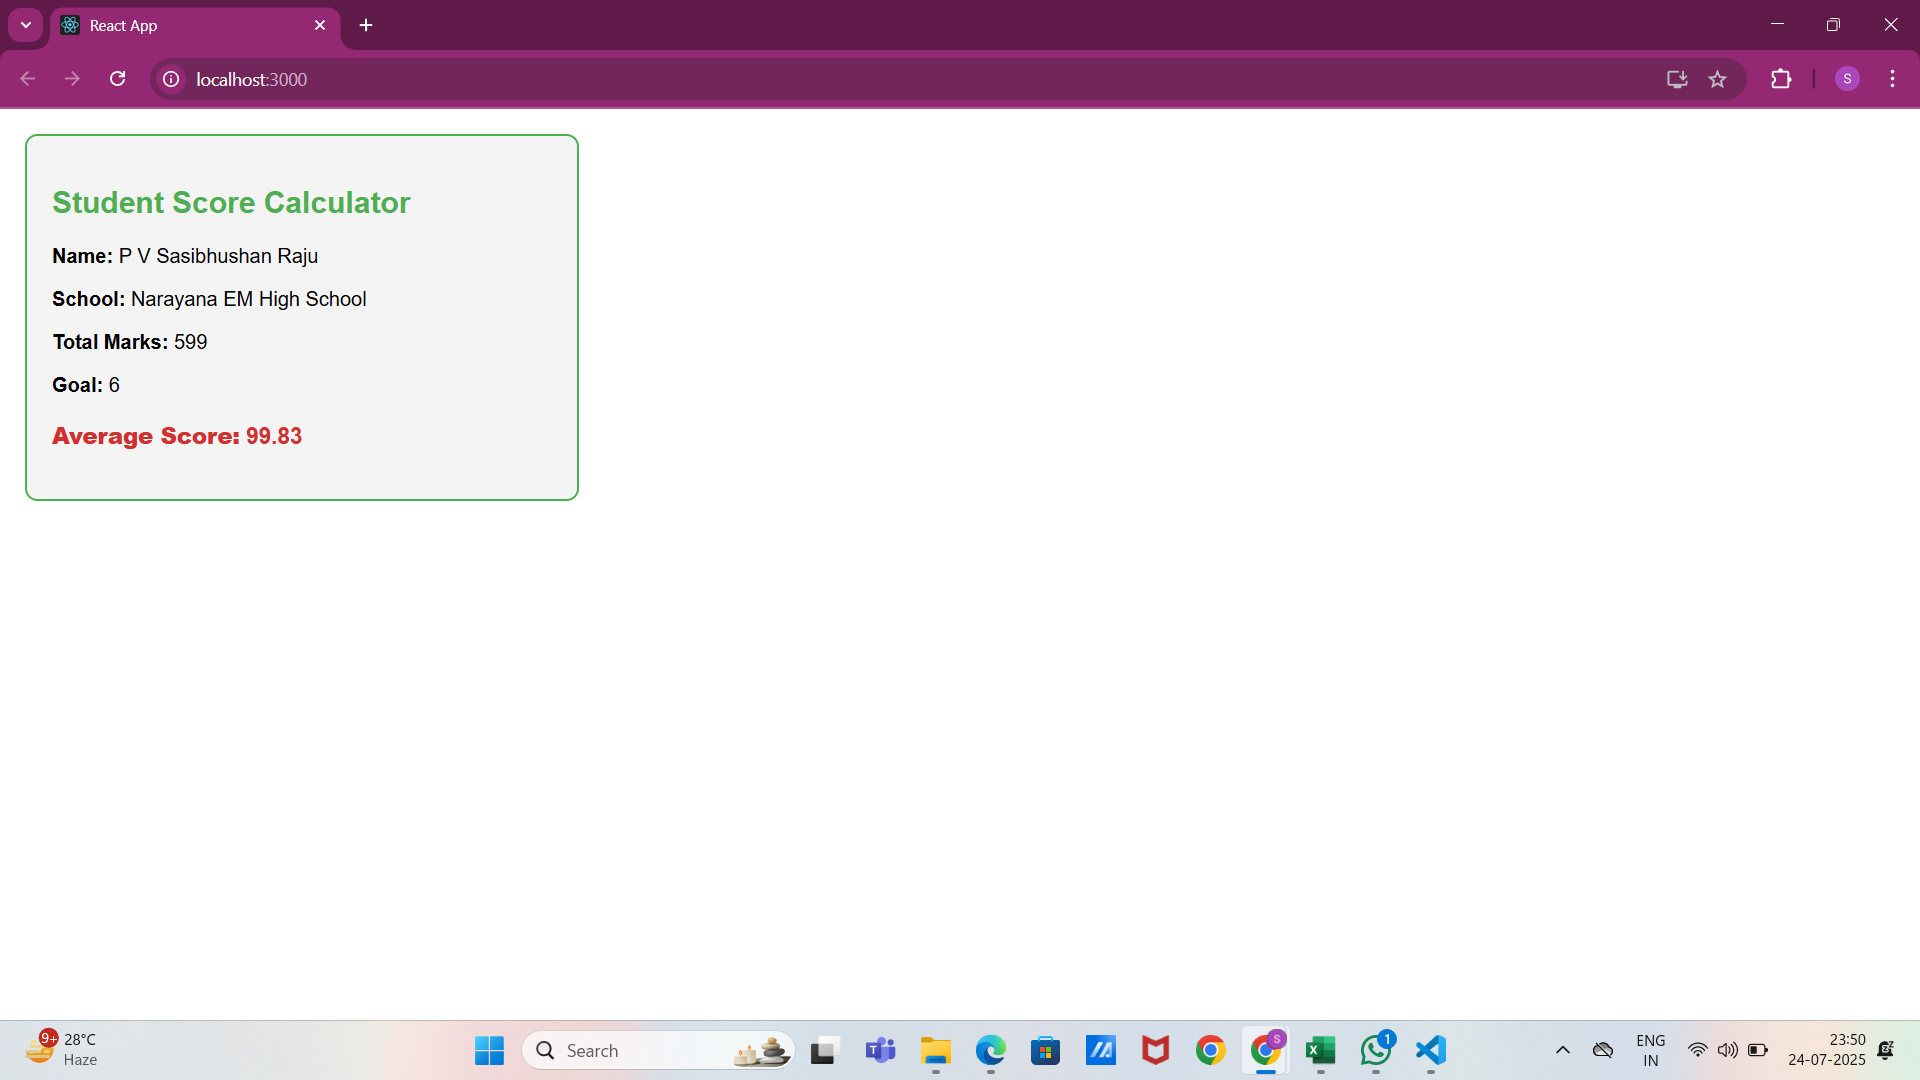 React App
localhost:3000
S
Student Score Calculator
Name: P V Sasibhushan Raju
School: Narayana EM High School
Total Marks: 599
Goal: 6
Average Score: 99.83
9+
28°C
Haze
Search
T
S
X
1
ENG
IN
23:50
24-07-2025